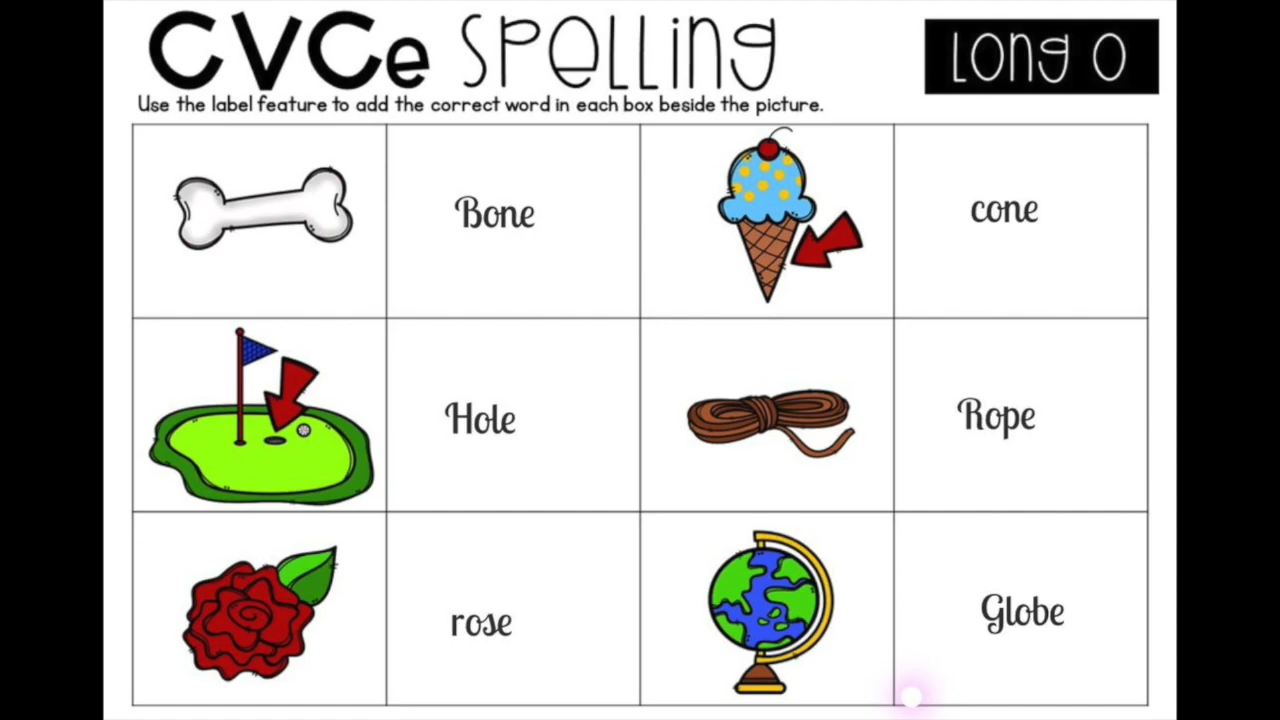 CVCe Spelling
Long O
Use the label feature to add the correct word in each box beside the picture.
Bone
cone
Hole
Rope
rose
Globe